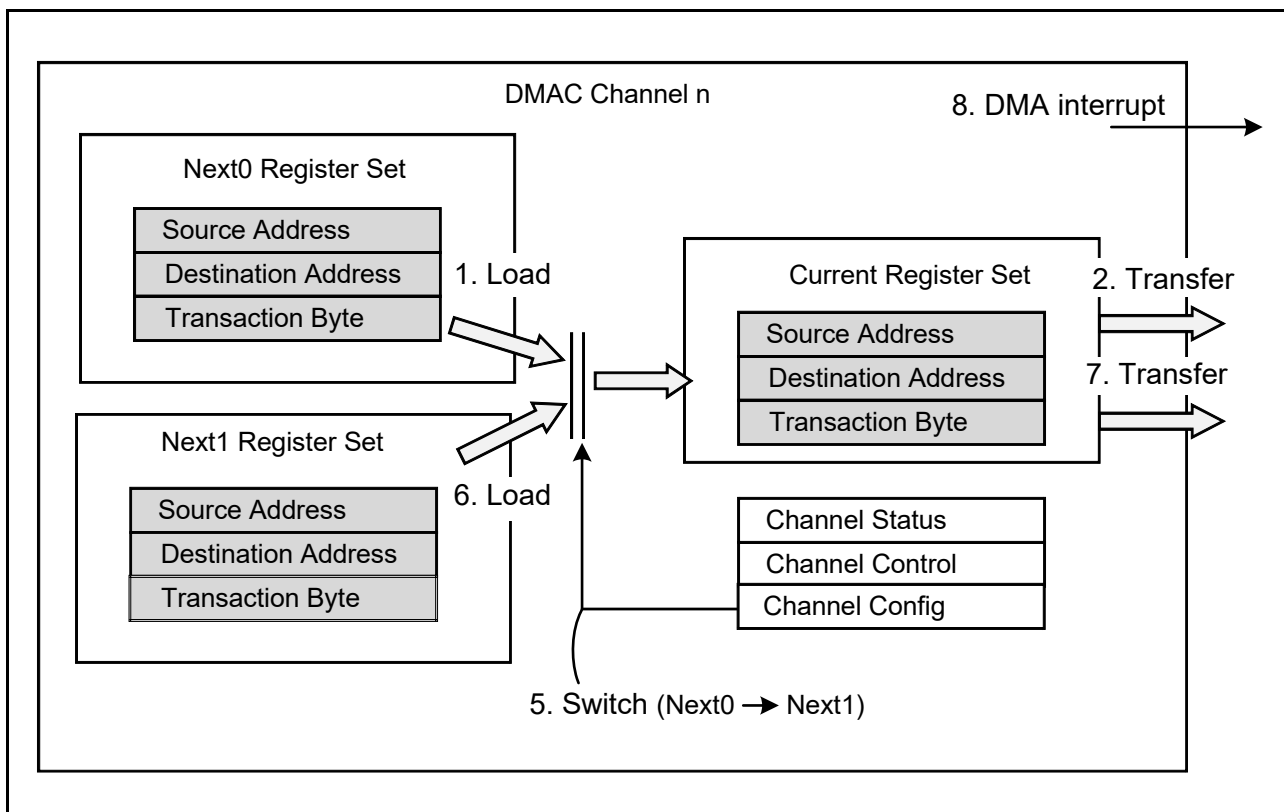 DMAC Channel n
8. DMA interrupt
Next0 Register Set
Source Address
Destination Address
Transaction Byte
1. Load
Current Register Set
Source Address
Destination Address
Transaction Byte
2. Transfer
7. Transfer
Next1 Register Set
Source Address
Destination Address
Transaction Byte
6. Load
Channel Status
Channel Control
Channel Config
5. Switch (Next0 → Next1)